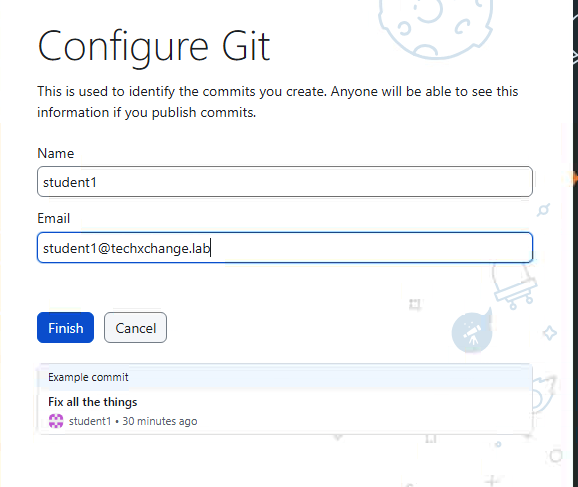 Configure Git
This is used to identify the commits you create. Anyone will be able to see this
information if you publish commits.
Name
student1
Email
student1@techxchange.lab
Finish Cancel
Example commit
Fix all the things
student1 • 30 minutes ago